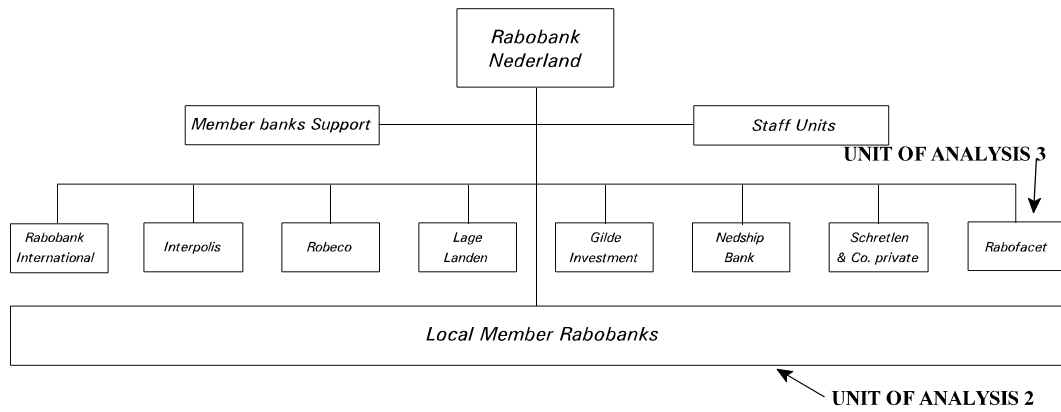 Rabobank
Nederland
Member banks Support
Staff Units
UNIT OF ANALYSIS 3
Rabobank
International
Interpolis
Robeco
Lage
Landen
Gilde
Investment
Nedship
Bank
Schretlen
& Co. private
Rabofacet
Local Member Rabobanks
UNIT OF ANALYSIS 2